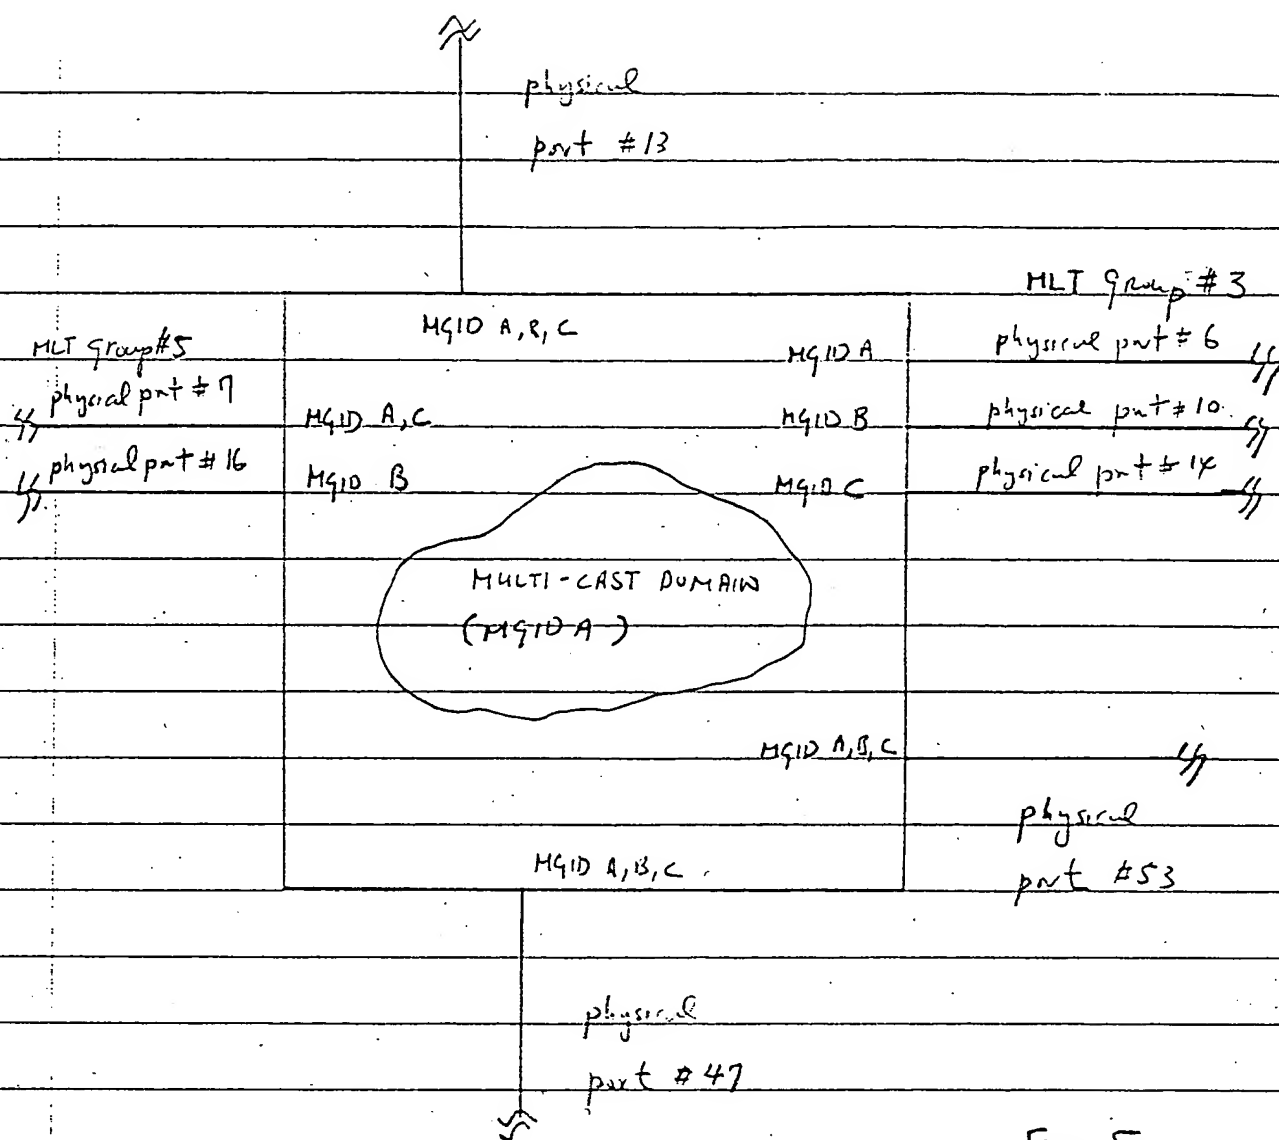 physical
port #13
MLT Group #3
MGID A, B, C
MLT Group #5
MGID A
physical port #6
physical port #7
MGID A, C
MGID B
physical port #10
physical port #16
MGID B
MGID C
physical port #14
MULTI-CAST DOMAIN
(MGID A)
MGID A, B, C
physical
port #53
MGID A, B, C
physical
port #47